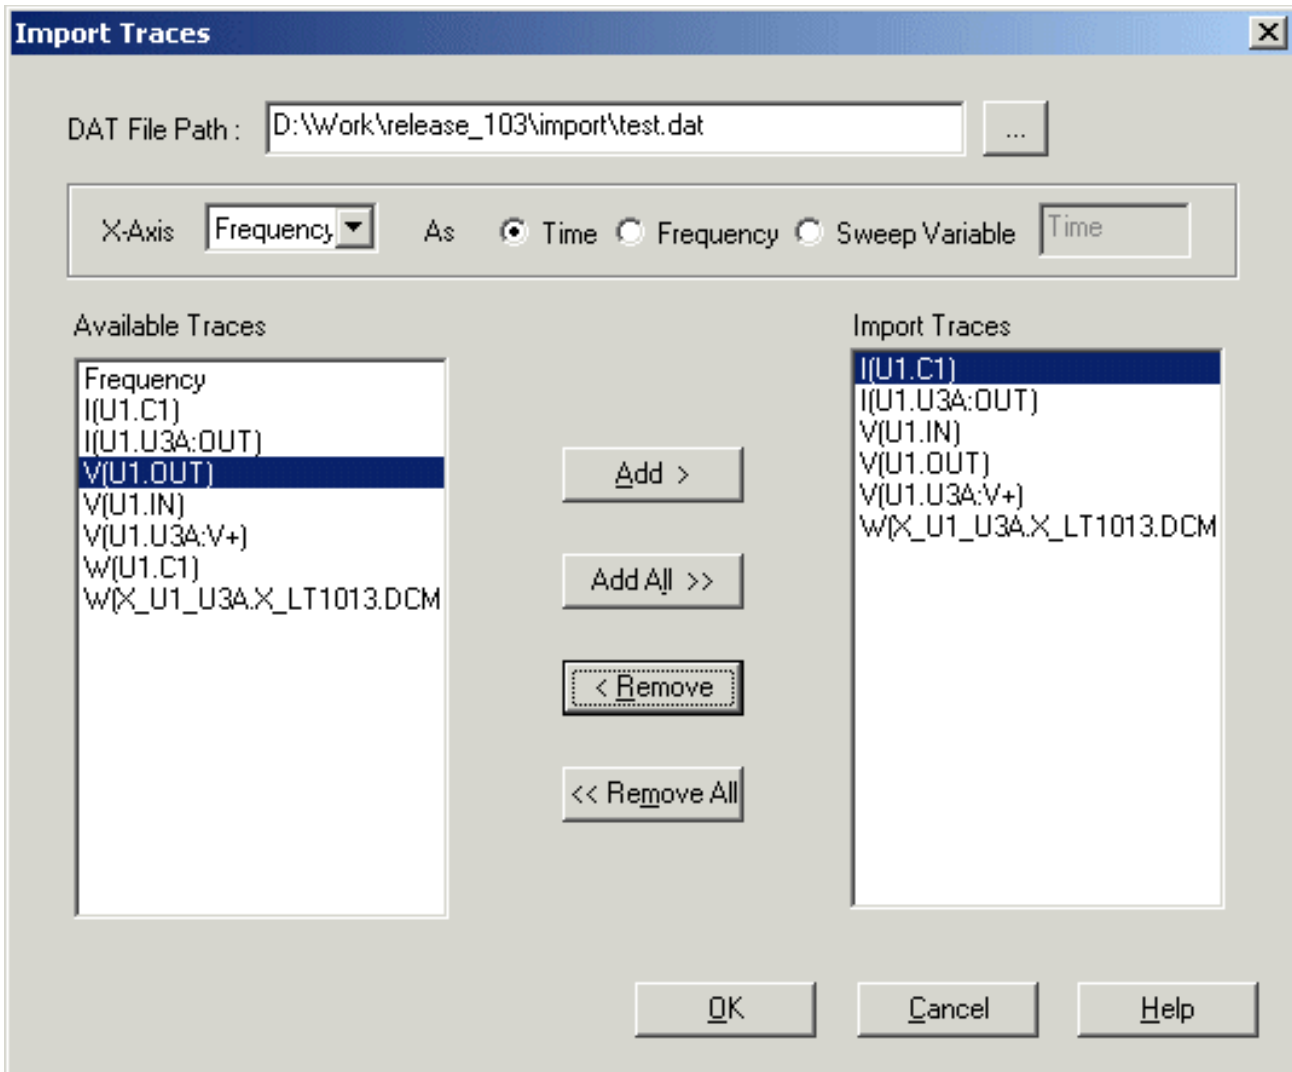 Import Traces
DAT File Path : D:\Work\release_103\import\test.dat ...
X-Axis Frequency As Time Frequency Sweep Variable Time
Available Traces
Frequency
I(U1.C1)
I(U1.U3A:OUT)
V(U1.OUT)
V(U1.IN)
V(U1.U3A:V+)
W(U1.C1)
W(X_U1_U3A.X_LT1013.DCM
Add >
Add All >>
< Remove
<< Remove All
Import Traces
I(U1.C1)
I(U1.U3A:OUT)
V(U1.IN)
V(U1.OUT)
V(U1.U3A:V+)
W(X_U1_U3A.X_LT1013.DCM
OK Cancel Help